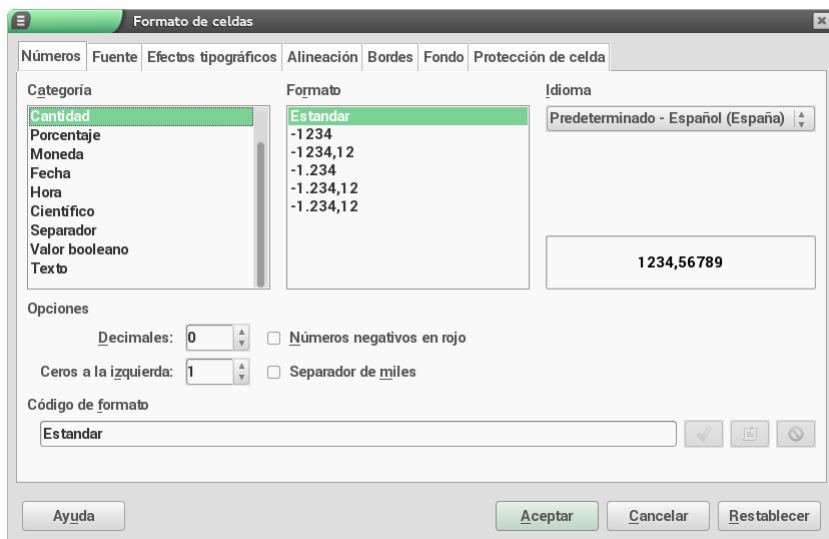 Formato de celdas
Números Fuente Efectos tipográficos Alineación Bordes Fondo Protección de celda
Categoría
Cantidad
Porcentaje
Moneda
Fecha
Hora
Científico
Separador
Valor booleano
Texto
Formato
Estandar
-1234
-1234,12
-1.234
-1.234,12
-1.234,12
Idioma
Predeterminado - Español (España)
1234,56789
Opciones
Decimales: 0
Números negativos en rojo
Ceros a la izquierda: 1
Separador de miles
Código de formato
Estandar
Ayuda Aceptar Cancelar Restablecer